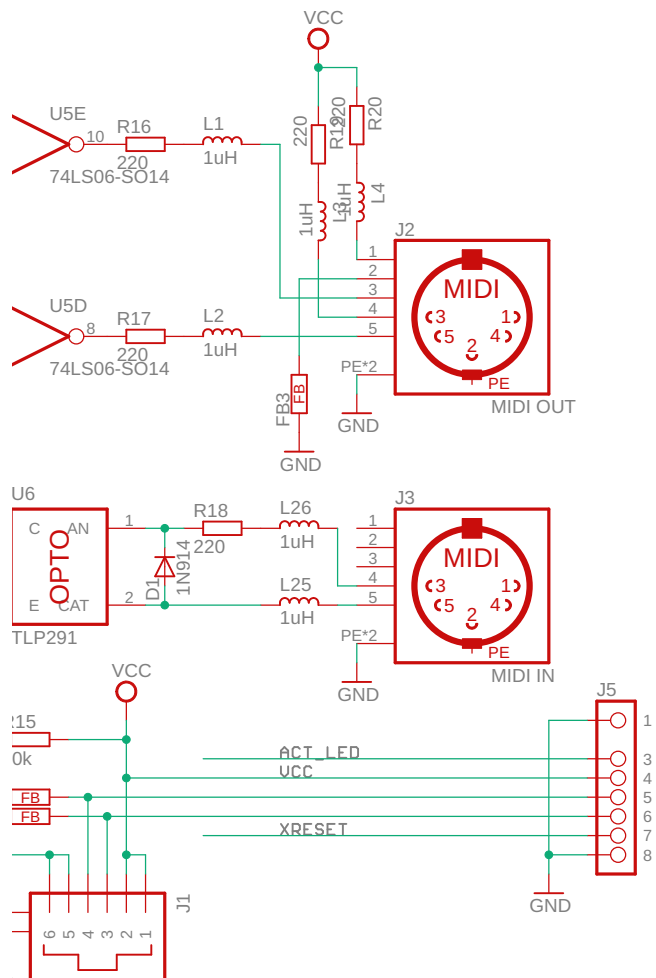 VCC
U5E
10
R16
220
74LS06-SO14
L1
1uH
220
R19
220
R20
1uH
L3
1uH
L4
J2
1
2
3
4
5
PE*2
MIDI
3
1
5
4
2
PE
MIDI OUT
GND
U5D
8
R17
220
74LS06-SO14
L2
1uH
FB
FB3
GND
U6
C
AN
E
CAT
OPTO
TLP291
1
2
D1
1N914
R18
220
L26
1uH
L25
1uH
J3
1
2
3
4
5
PE*2
MIDI
3
1
5
4
2
PE
MIDI IN
GND
VCC
R15
0k
FB
FB
ACT_LED
VCC
XRESET
J5
1
3
4
5
6
7
8
GND
J1
6
5
4
3
2
1